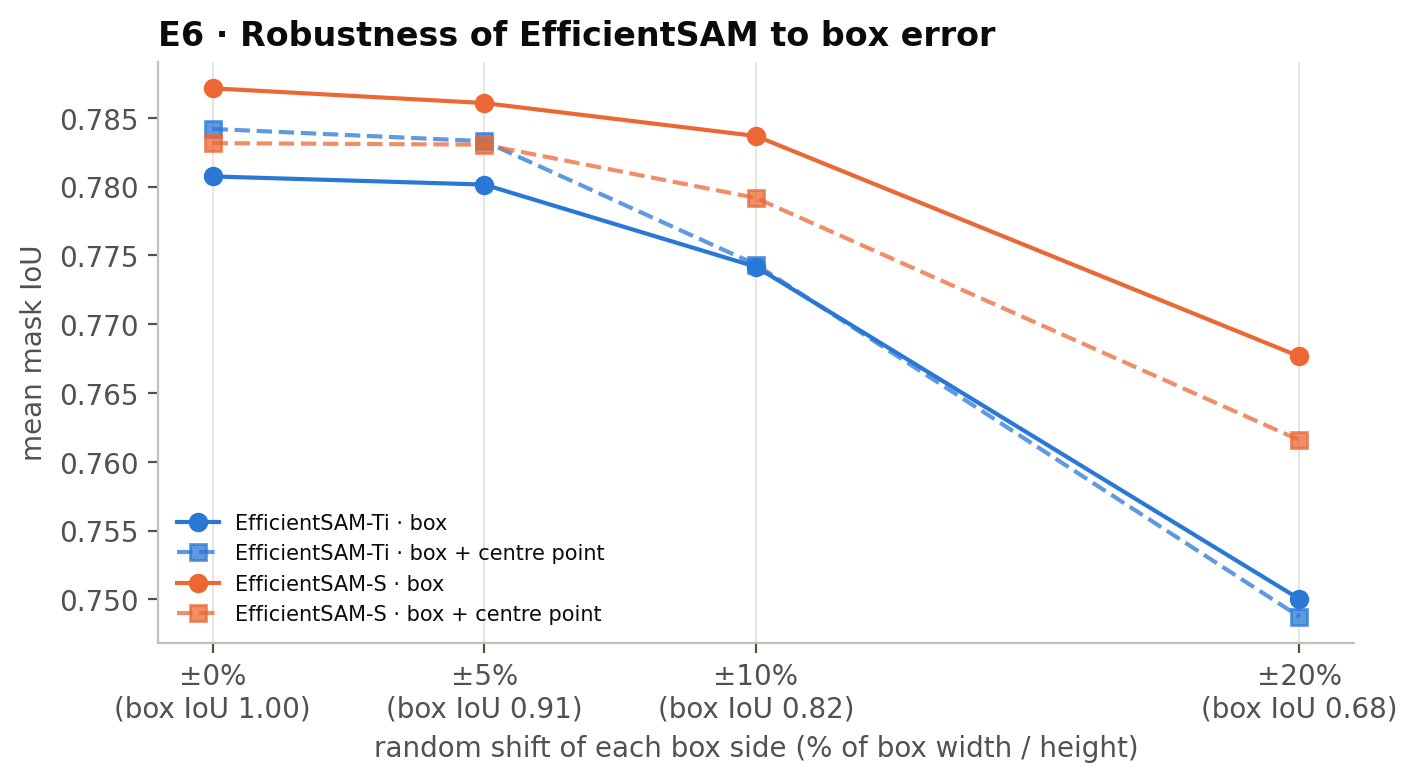 E6 · Robustness of EfficientSAM to box error
mean mask IoU
0.785
0.780
0.775
0.770
0.765
0.760
0.755
0.750
EfficientSAM-Ti · box
EfficientSAM-Ti · box + centre point
EfficientSAM-S · box
EfficientSAM-S · box + centre point
±0% ±5% ±10% ±20%
(box IoU 1.00) (box IoU 0.91) (box IoU 0.82) (box IoU 0.68)
random shift of each box side (% of box width / height)